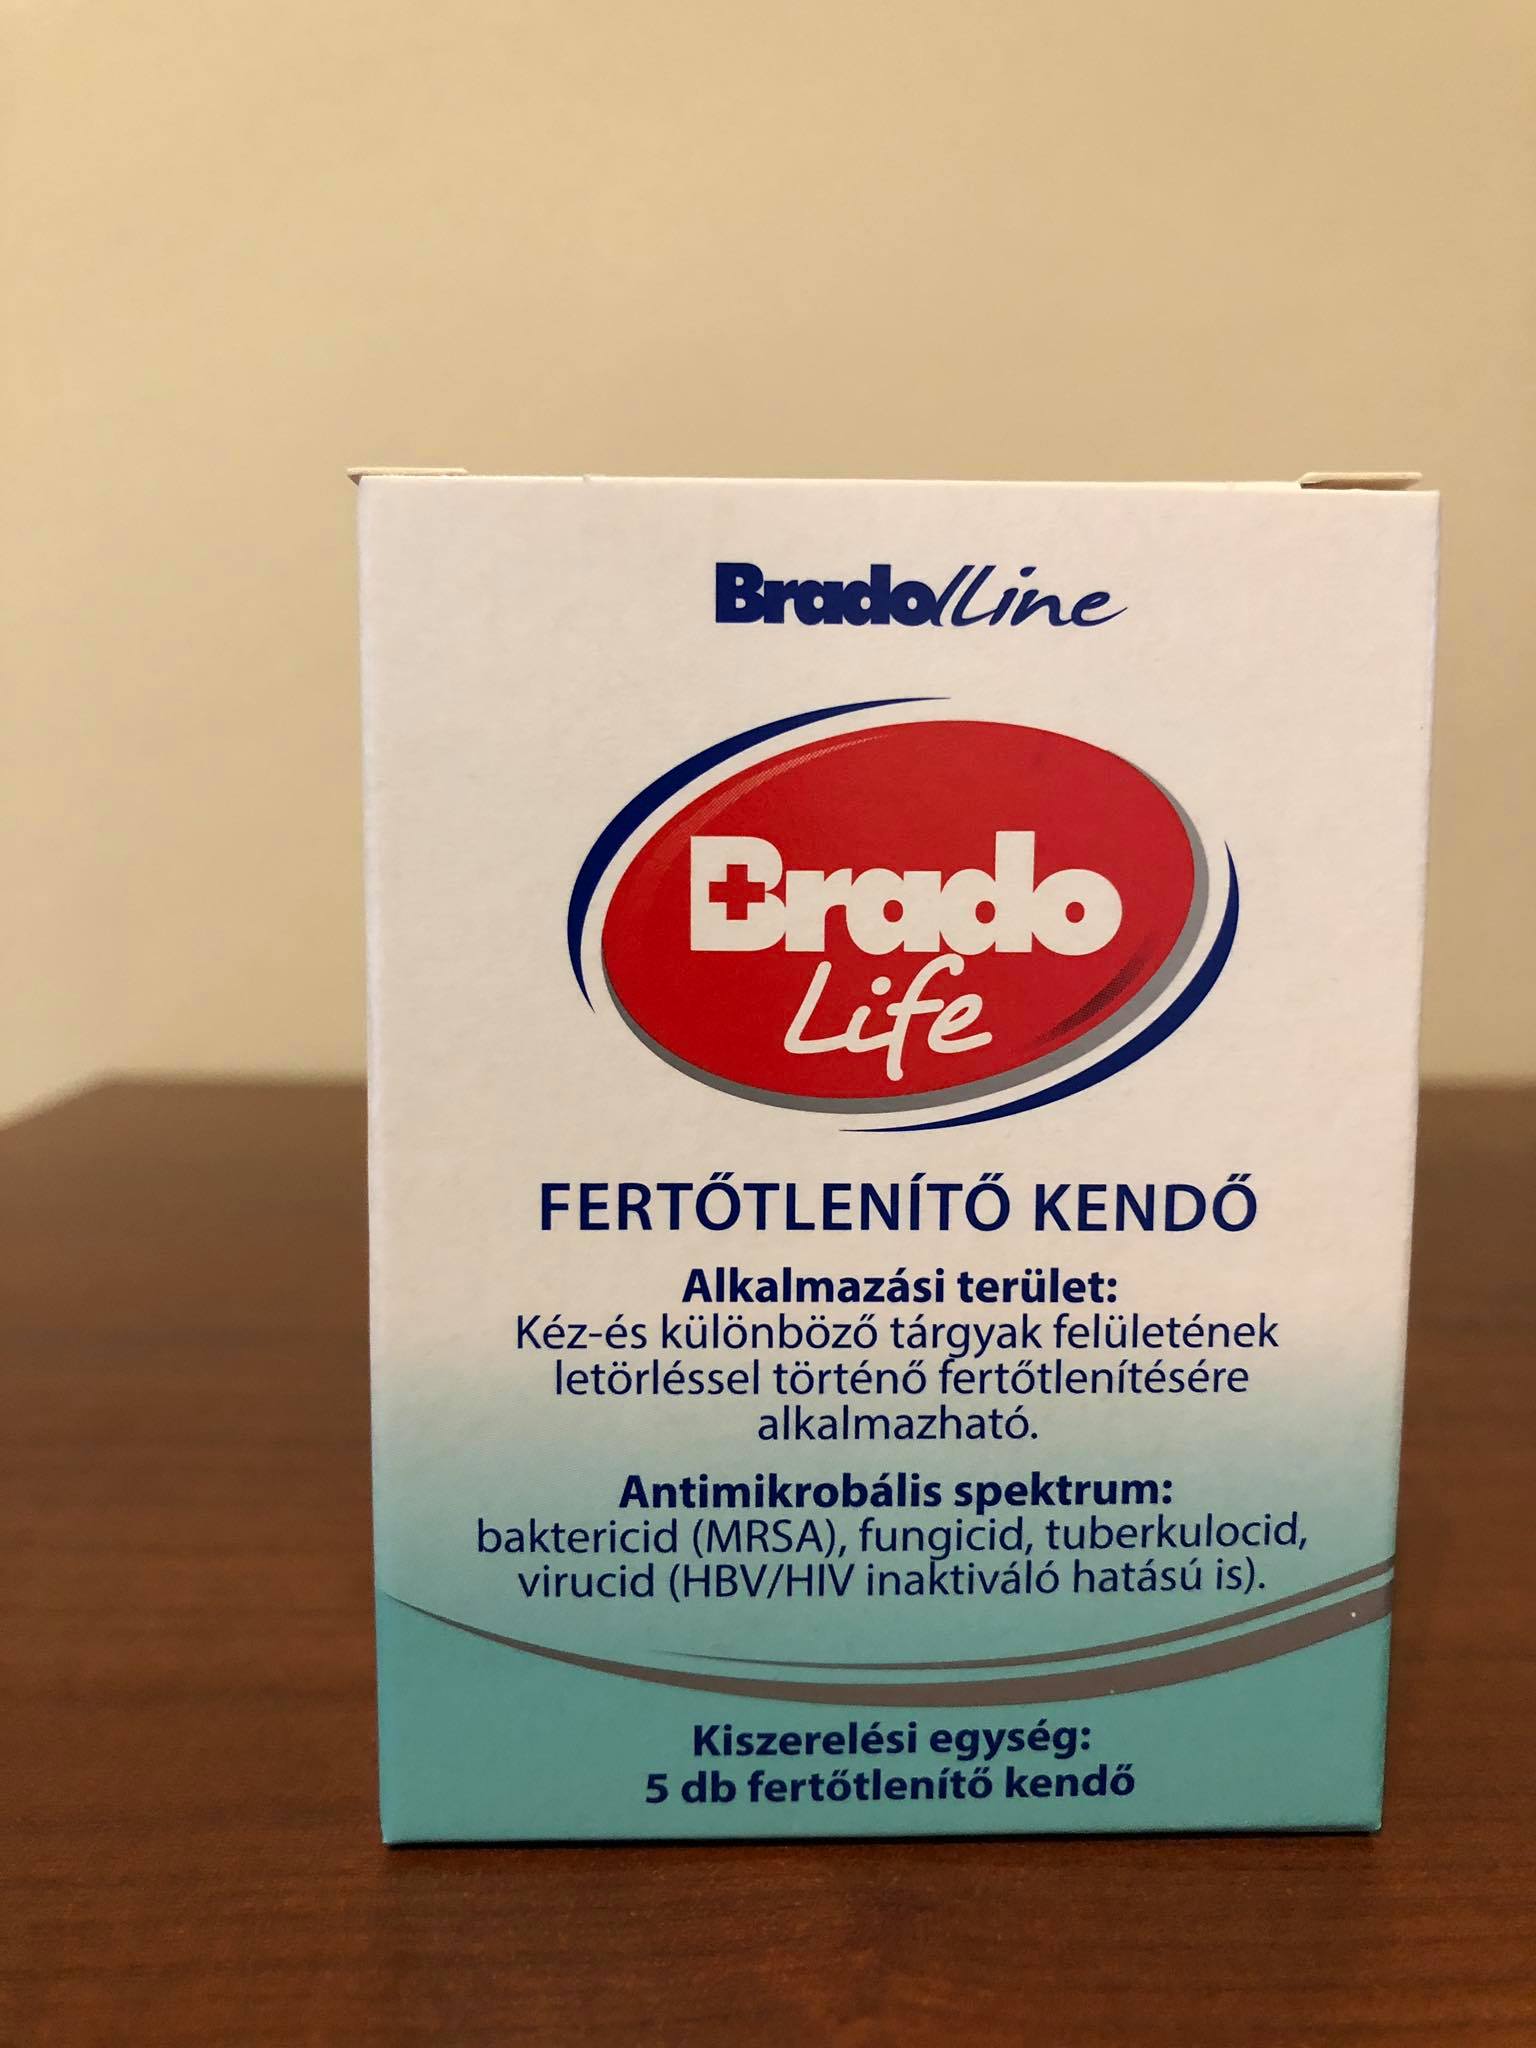 BradoLine
Brado
Life
FERTŐTLENÍTŐ KENDŐ
Alkalmazási terület:
Kéz-és különböző tárgyak felületének
letörléssel történő fertőtlenítésére
alkalmazható.
Antimikrobális spektrum:
baktericid (MRSA), fungicid, tuberkulocid,
virucid (HBV/HIV inaktiváló hatású is).
Kiszerelési egység:
5 db fertőtlenítő kendő